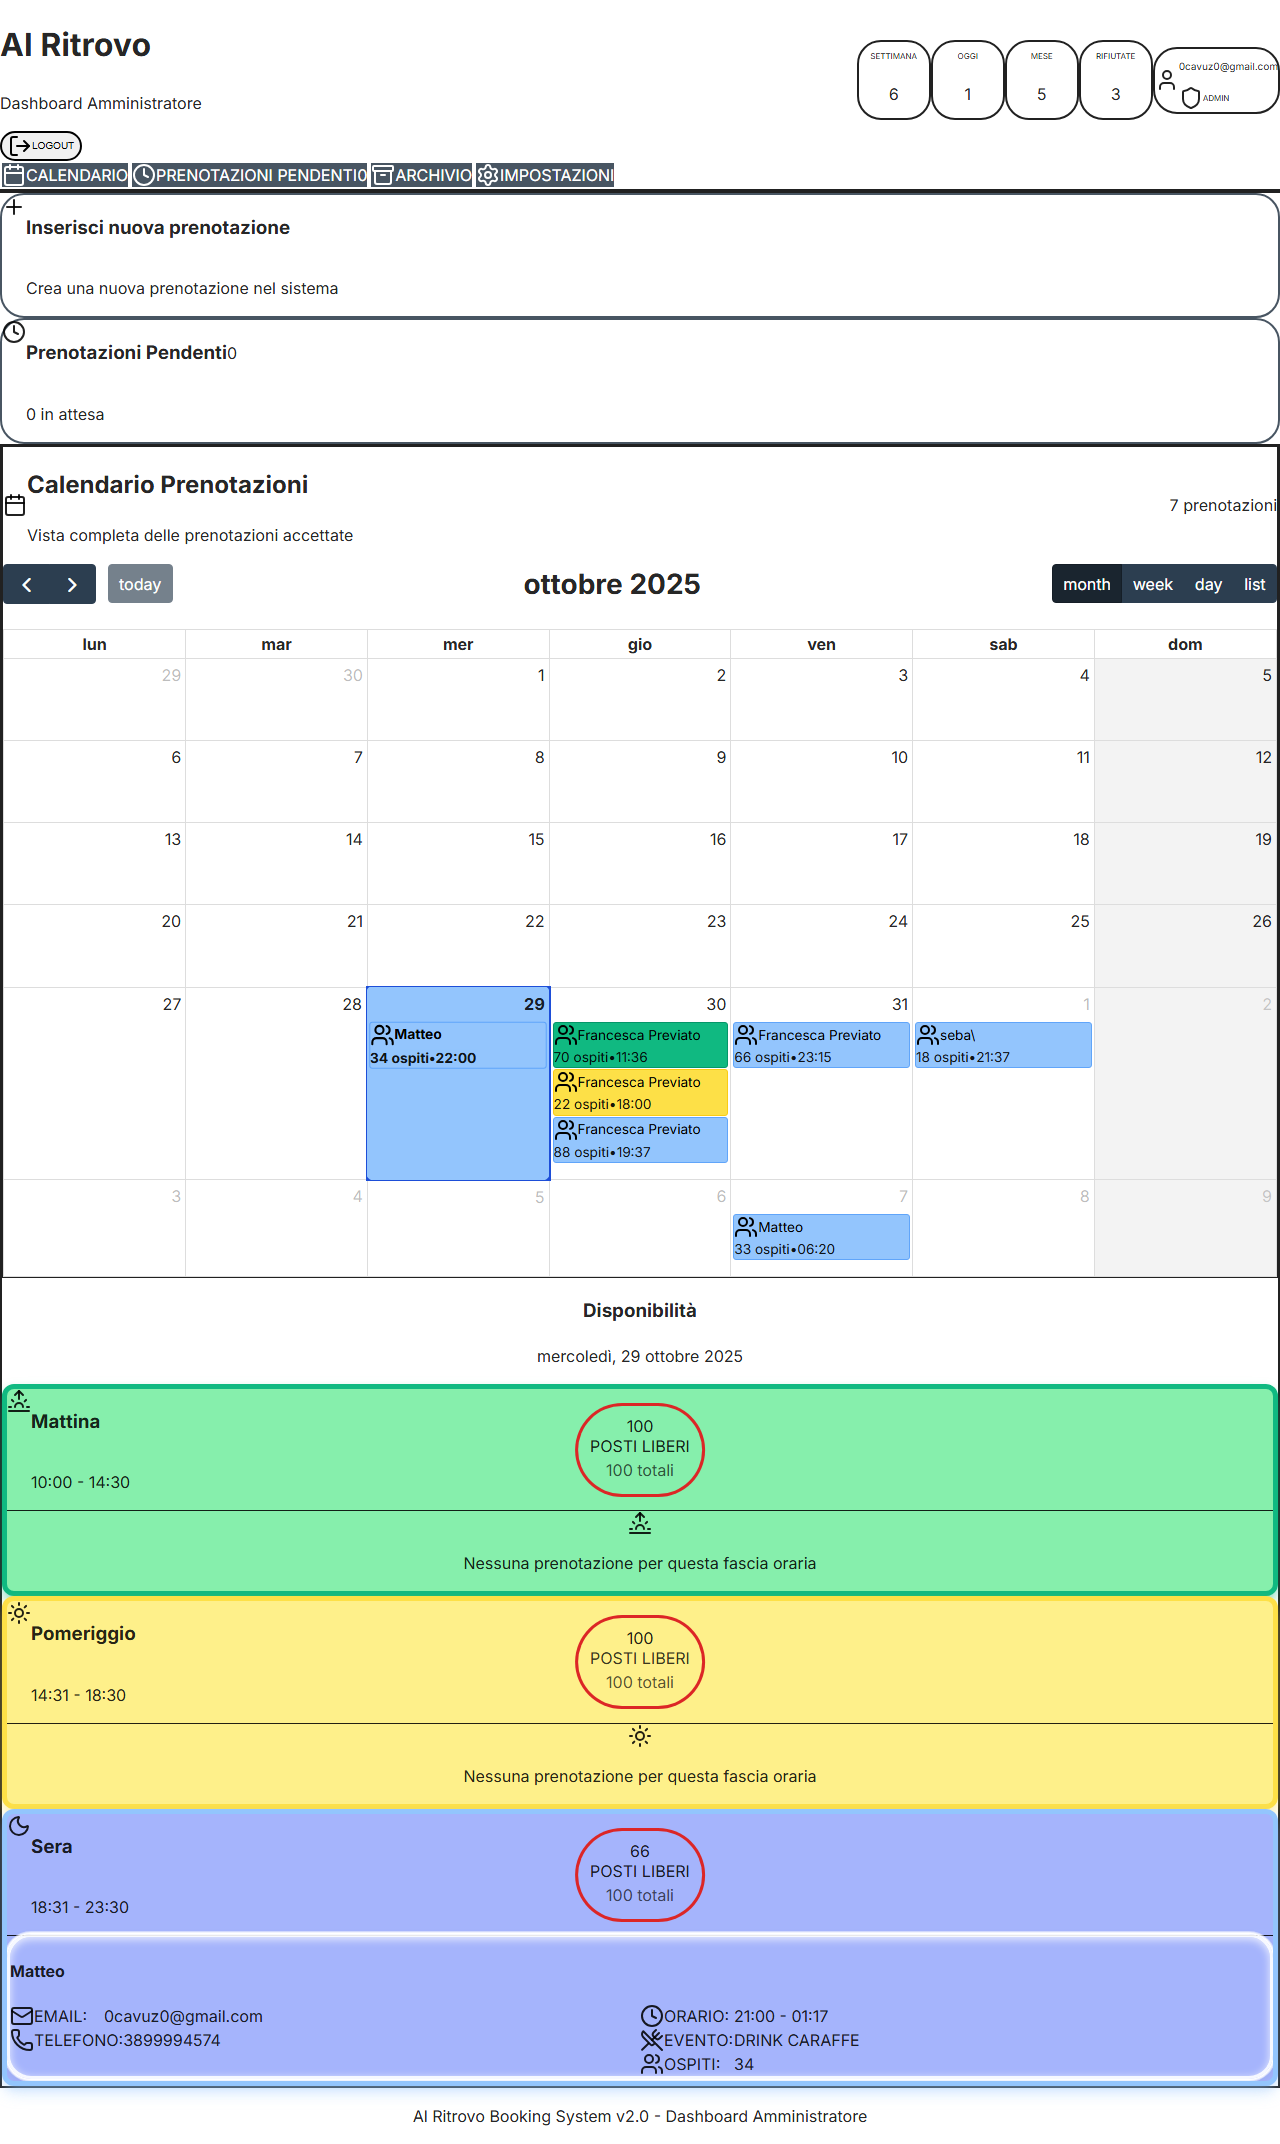 Al Ritrovo
Dashboard Amministratore
SETTIMANA
6
OGGI
1
MESE
5
RIFIUTATE
3
0cavuz0@gmail.com
ADMIN
LOGOUT
CALENDARIO
PRENOTAZIONI PENDENTI0
ARCHIVIO
IMPOSTAZIONI
Inserisci nuova prenotazione
Crea una nuova prenotazione nel sistema
Prenotazioni Pendenti0
0 in attesa
Calendario Prenotazioni
Vista completa delle prenotazioni accettate
7 prenotazioni
today
ottobre 2025
month week day list
lun mar mer gio ven sab dom
29 30 1 2 3 4 5
6 7 8 9 10 11 12
13 14 15 16 17 18 19
20 21 22 23 24 25 26
27 28 29 30 31 1 2
Matteo
34 ospiti•22:00
Francesca Previato
70 ospiti•11:36
Francesca Previato
22 ospiti•18:00
Francesca Previato
88 ospiti•19:37
Francesca Previato
66 ospiti•23:15
seba\
18 ospiti•21:37
3 4 5 6 7 8 9
Matteo
33 ospiti•06:20
Disponibilità
mercoledì, 29 ottobre 2025
Mattina
10:00 - 14:30
100
POSTI LIBERI
100 totali
Nessuna prenotazione per questa fascia oraria
Pomeriggio
14:31 - 18:30
100
POSTI LIBERI
100 totali
Nessuna prenotazione per questa fascia oraria
Sera
18:31 - 23:30
66
POSTI LIBERI
100 totali
Matteo
EMAIL: 0cavuz0@gmail.com
TELEFONO:3899994574
ORARIO: 21:00 - 01:17
EVENTO:DRINK CARAFFE
OSPITI: 34
Al Ritrovo Booking System v2.0 - Dashboard Amministratore